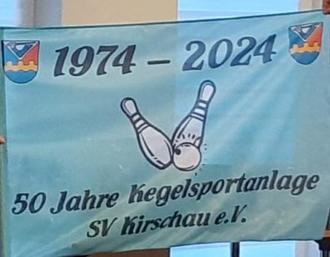 1974 – 2024
50 Jahre Kegelsportanlage
SV Kirschau e.V.